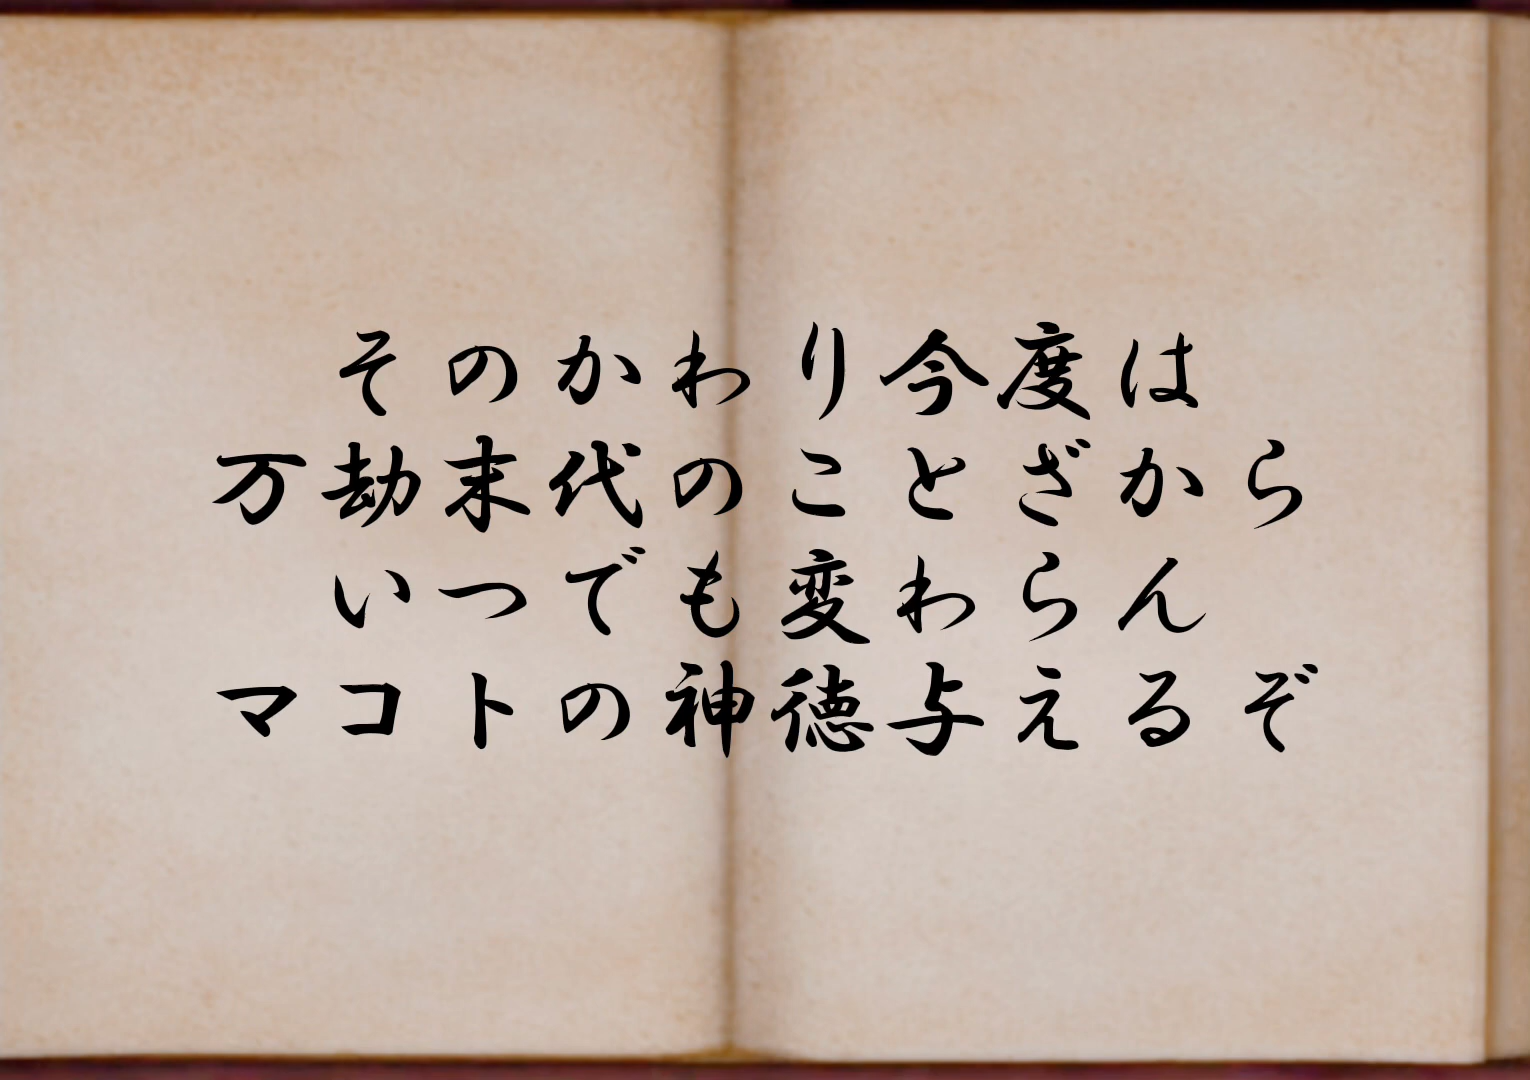 そのかわり今度は
万劫末代のことざから
いつでも変わらん
マコトの神徳与えるぞ